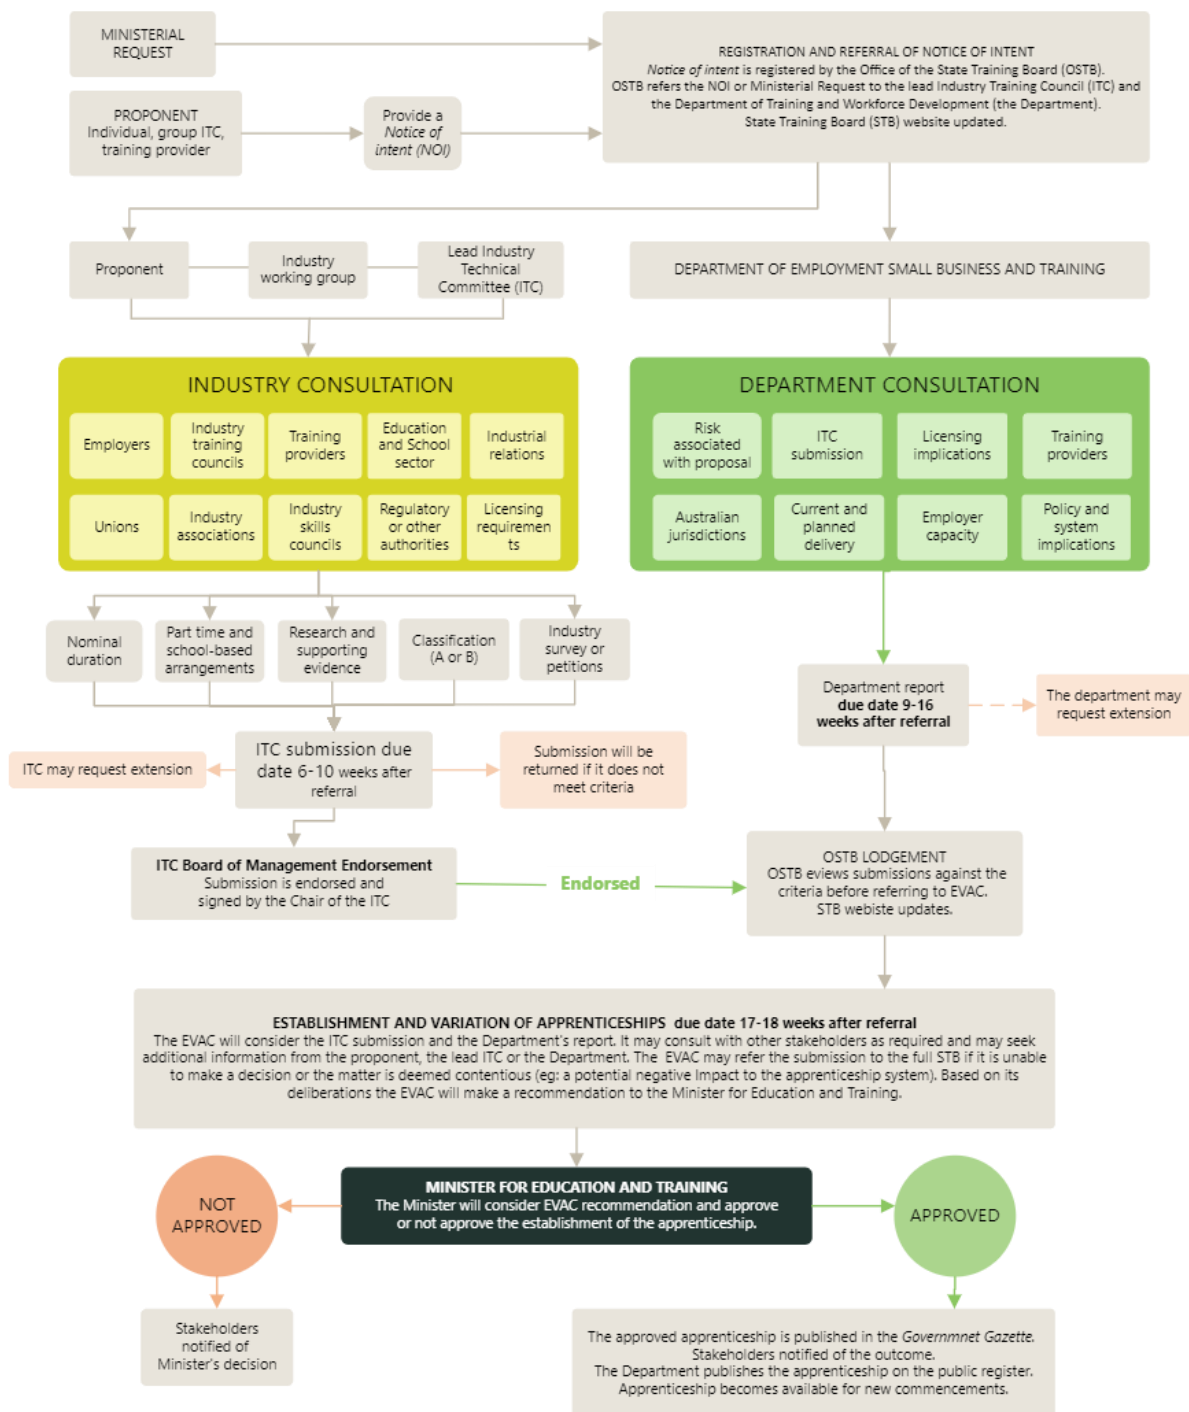 MINISTERIAL
REQUEST
REGISTRATION AND REFERRAL OF NOTICE OF INTENT
Notice of intent is registered by the Office of the State Training Board (OSTB).
OSTB refers the NOI or Ministerial Request to the lead Industry Training Council (ITC) and
the Department of Training and Workforce Development (the Department).
State Training Board (STB) website updated.
PROPONENT
Individual, group ITC,
training provider
Provide a
Notice of
intent (NOI)
Proponent
Industry
working group
Lead Industry
Technical
Committee (ITC)
DEPARTMENT OF EMPLOYMENT SMALL BUSINESS AND TRAINING
INDUSTRY CONSULTATION
Employers
Industry
training
councils
Training
providers
Education
and School
sector
Industrial
relations
Unions
Industry
associations
Industry
skills
councils
Regulatory
or other
authorities
Licensing
requiremen
ts
DEPARTMENT CONSULTATION
Risk
associated
with proposal
ITC
submission
Licensing
implications
Training
providers
Australian
jurisdictions
Current and
planned
delivery
Employer
capacity
Policy and
system
implications
Nominal
duration
Part time and
school-based
arrangements
Research and
supporting
evidence
Classification
(A or B)
Industry
survey or
petitions
Department report
due date 9-16
weeks after referral
The department may
request extension
ITC may request extension
ITC submission due
date 6-10 weeks after
referral
Submission will be
returned if it does not
meet criteria
ITC Board of Management Endorsement
Submission is endorsed and
signed by the Chair of the ITC
Endorsed
OSTB LODGEMENT
OSTB eviews submissions against the
criteria before referring to EVAC.
STB webiste updates.
ESTABLISHMENT AND VARIATION OF APPRENTICESHIPS due date 17-18 weeks after referral
The EVAC will consider the ITC submission and the Department's report. It may consult with other stakeholders as required and may seek
additional information from the proponent, the lead ITC or the Department. The EVAC may refer the submission to the full STB if it is unable
to make a decision or the matter is deemed contentious (eg: a potential negative Impact to the apprenticeship system). Based on its
deliberations the EVAC will make a recommendation to the Minister for Education and Training.
MINISTER FOR EDUCATION AND TRAINING
The Minister will consider EVAC recommendation and approve
or not approve the establishment of the apprenticeship.
NOT
APPROVED
APPROVED
Stakeholders
notified of
Minister's decision
The approved apprenticeship is published in the Governmnet Gazette.
Stakeholders notified of the outcome.
The Department publishes the apprenticeship on the public register.
Apprenticeship becomes available for new commencements.